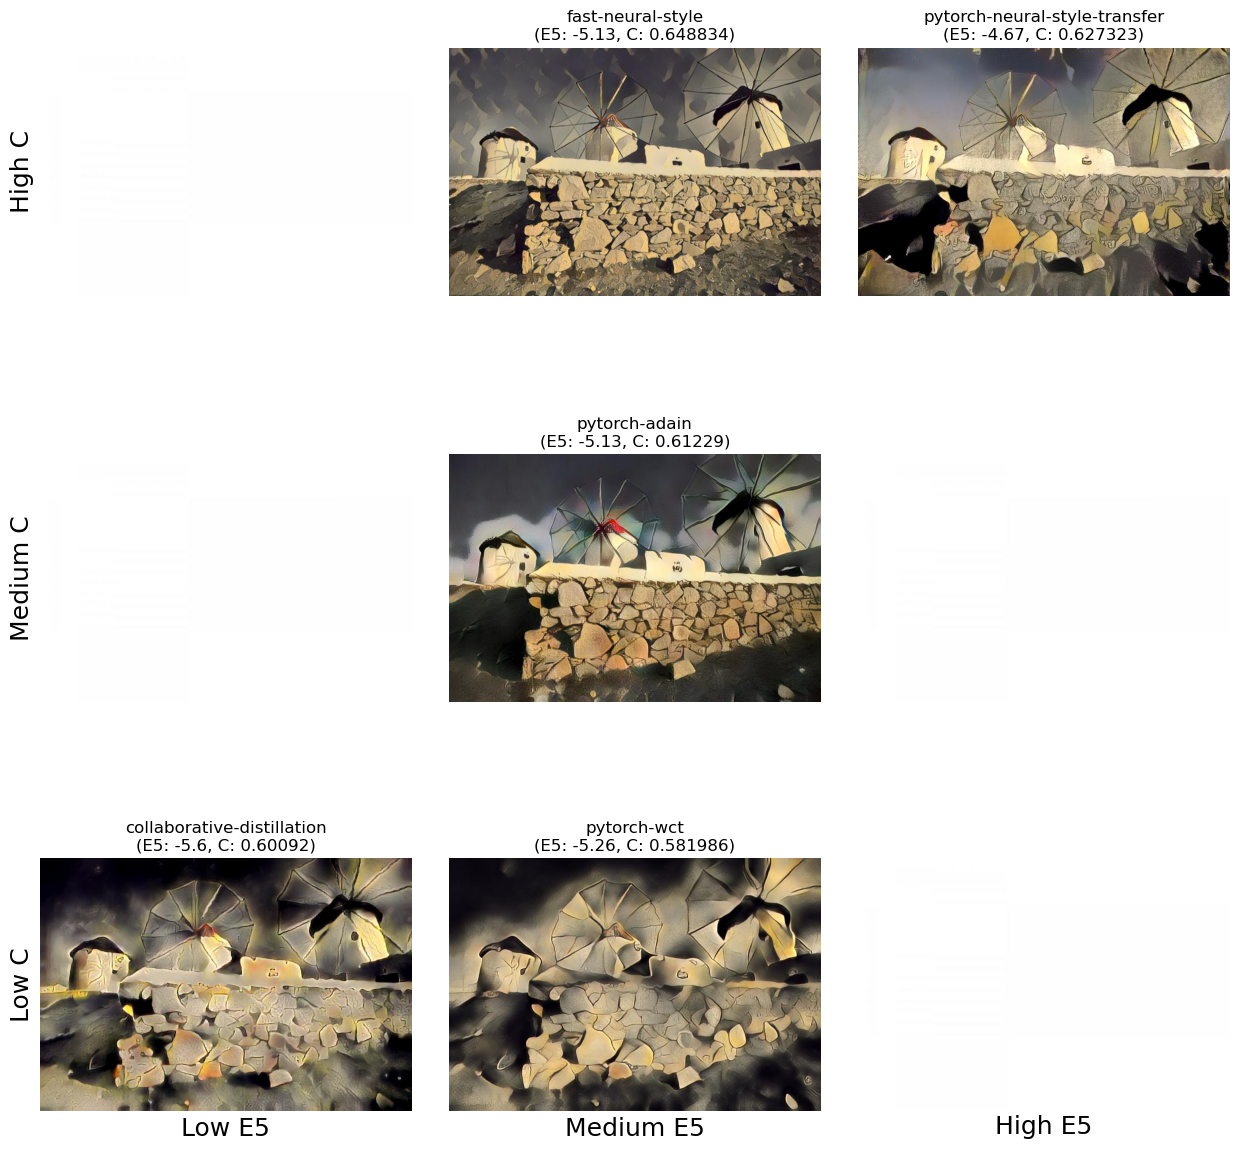 fast-neural-style
(E5: -5.13, C: 0.648834)
pytorch-neural-style-transfer
(E5: -4.67, C: 0.627323)
High C
pytorch-adain
(E5: -5.13, C: 0.61229)
Medium C
collaborative-distillation
(E5: -5.6, C: 0.60092)
pytorch-wct
(E5: -5.26, C: 0.581986)
Low C
Low E5
Medium E5
High E5